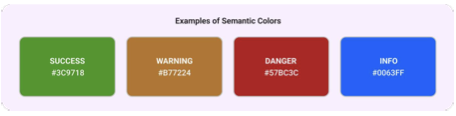 Examples of Semantic Colors
SUCCESS
#3C9718
WARNING
#B77224
DANGER
#57BC3C
INFO
#0063FF